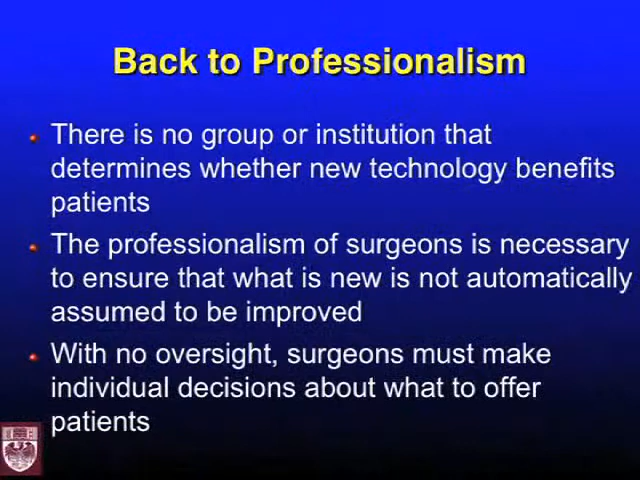 Back to Professionalism
There is no group or institution that
determines whether new technology benefits
patients
The professionalism of surgeons is necessary
to ensure that what is new is not automatically
assumed to be improved
With no oversight, surgeons must make
individual decisions about what to offer
patients